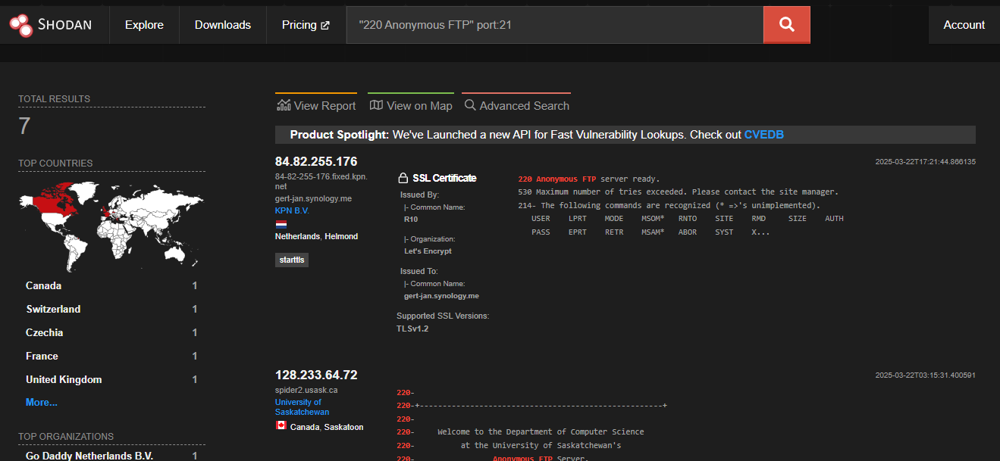 SHODAN Explore Downloads Pricing "220 Anonymous FTP" port:21 Account
TOTAL RESULTS
7
TOP COUNTRIES
Canada 1
Switzerland 1
Czechia 1
France 1
United Kingdom 1
More...
TOP ORGANIZATIONS
Go Daddy Netherlands B.V. 1
View Report View on Map Advanced Search
Product Spotlight: We've Launched a new API for Fast Vulnerability Lookups. Check out CVEDB
84.82.255.176
84-82-255-176.fixed.kpn.
net
gert-jan.synology.me
KPN B.V.
Netherlands, Helmond
starttls
SSL Certificate
Issued By:
|- Common Name:
R10
|- Organization:
Let's Encrypt
Issued To:
|- Common Name:
gert-jan.synology.me
Supported SSL Versions:
TLSv1.2
2025-03-22T17:21:44.866135
220 Anonymous FTP server ready.
530 Maximum number of tries exceeded. Please contact the site manager.
214- The following commands are recognized (* =>'s unimplemented).
USER LPRT MODE MSOM* RNTO SITE RMD SIZE AUTH
PASS EPRT RETR MSAM* ABOR SYST X...
128.233.64.72
spider2.usask.ca
University of
Saskatchewan
Canada, Saskatoon
2025-03-22T03:15:31.400591
220-
220-+-----------------------------------------------------+
220-
220- Welcome to the Department of Computer Science
220- at the University of Saskatchewan's
220- Anonymous FTP Server.